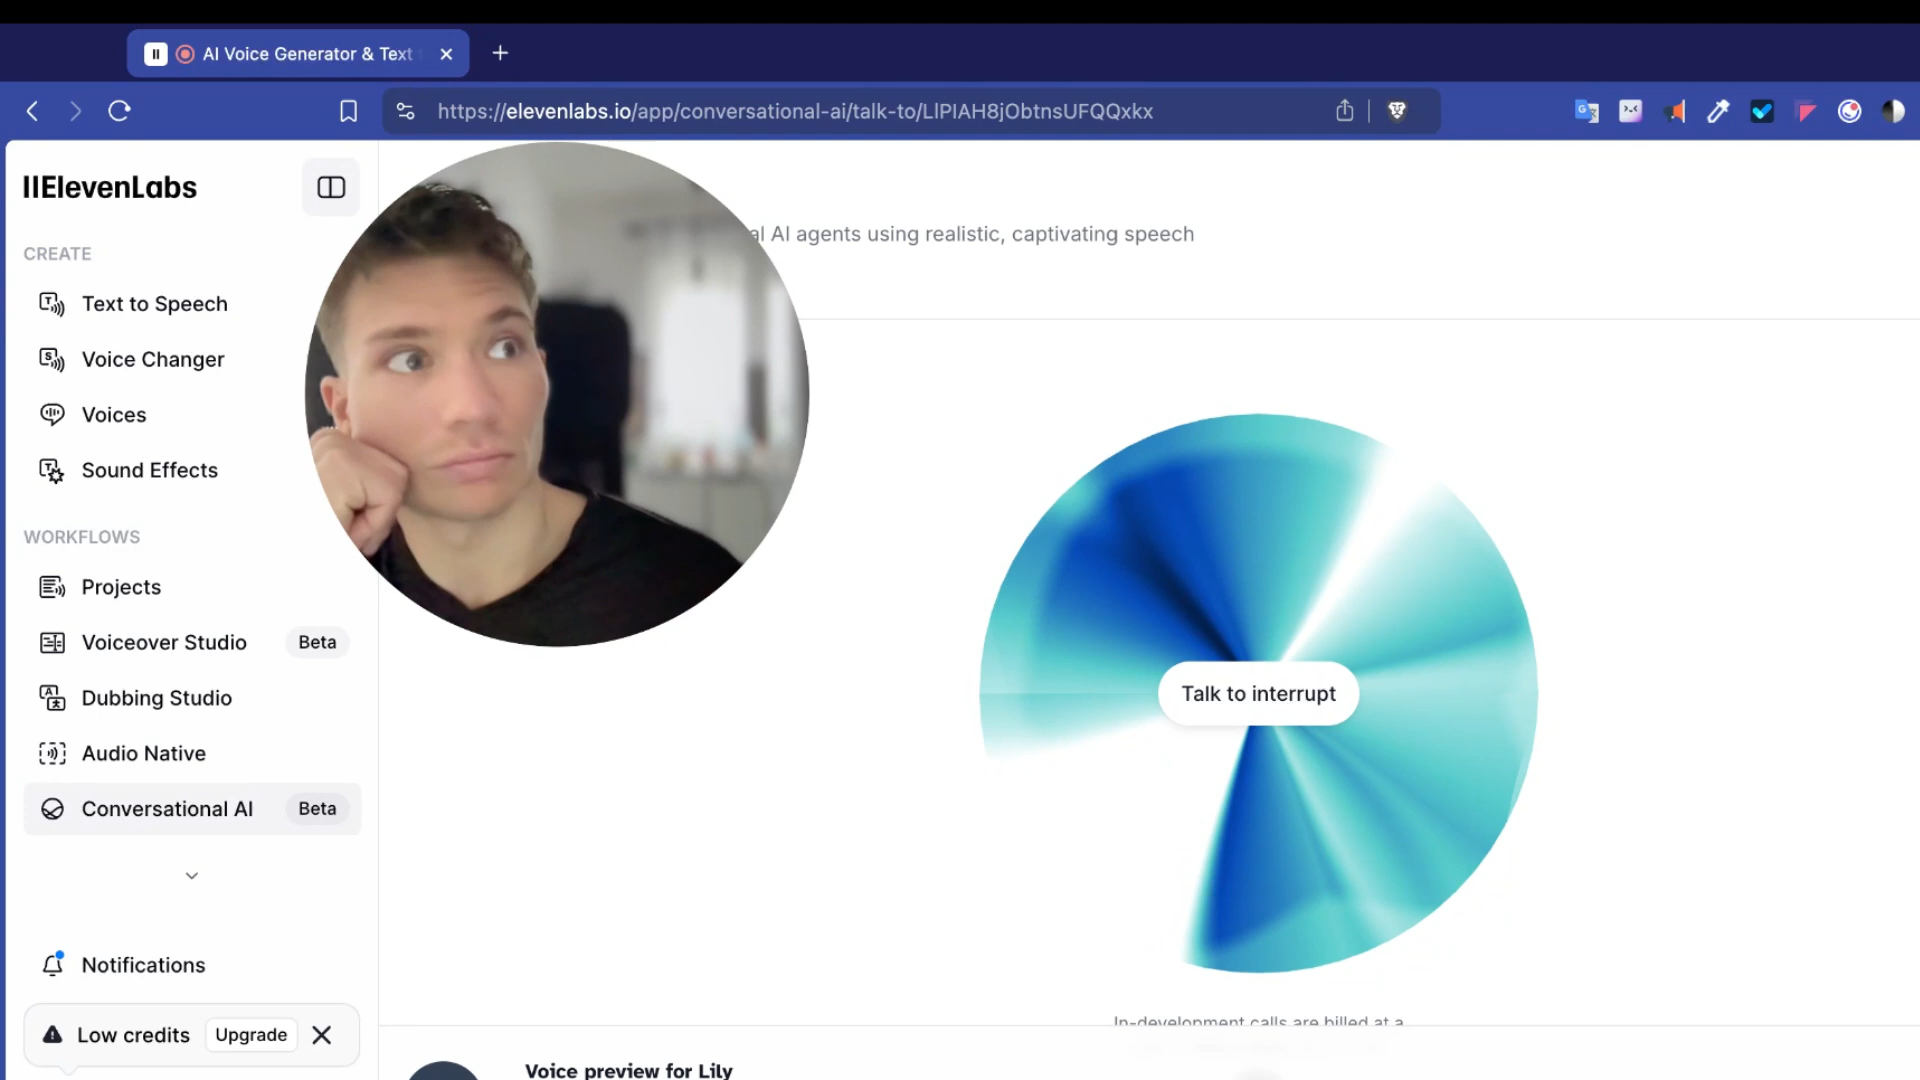 AI Voice Generator & Text
https://elevenlabs.io/app/conversational-ai/talk-to/LlPIAH8jObtnsUFQQxkx
IIElevenLabs
AI agents using realistic, captivating speech
CREATE
Text to Speech
Voice Changer
Voices
Sound Effects
WORKFLOWS
Projects
Voiceover Studio Beta
Dubbing Studio
Audio Native
Conversational AI Beta
Talk to interrupt
Notifications
Low credits Upgrade
In-development calls are billed at a
Voice preview for Lily